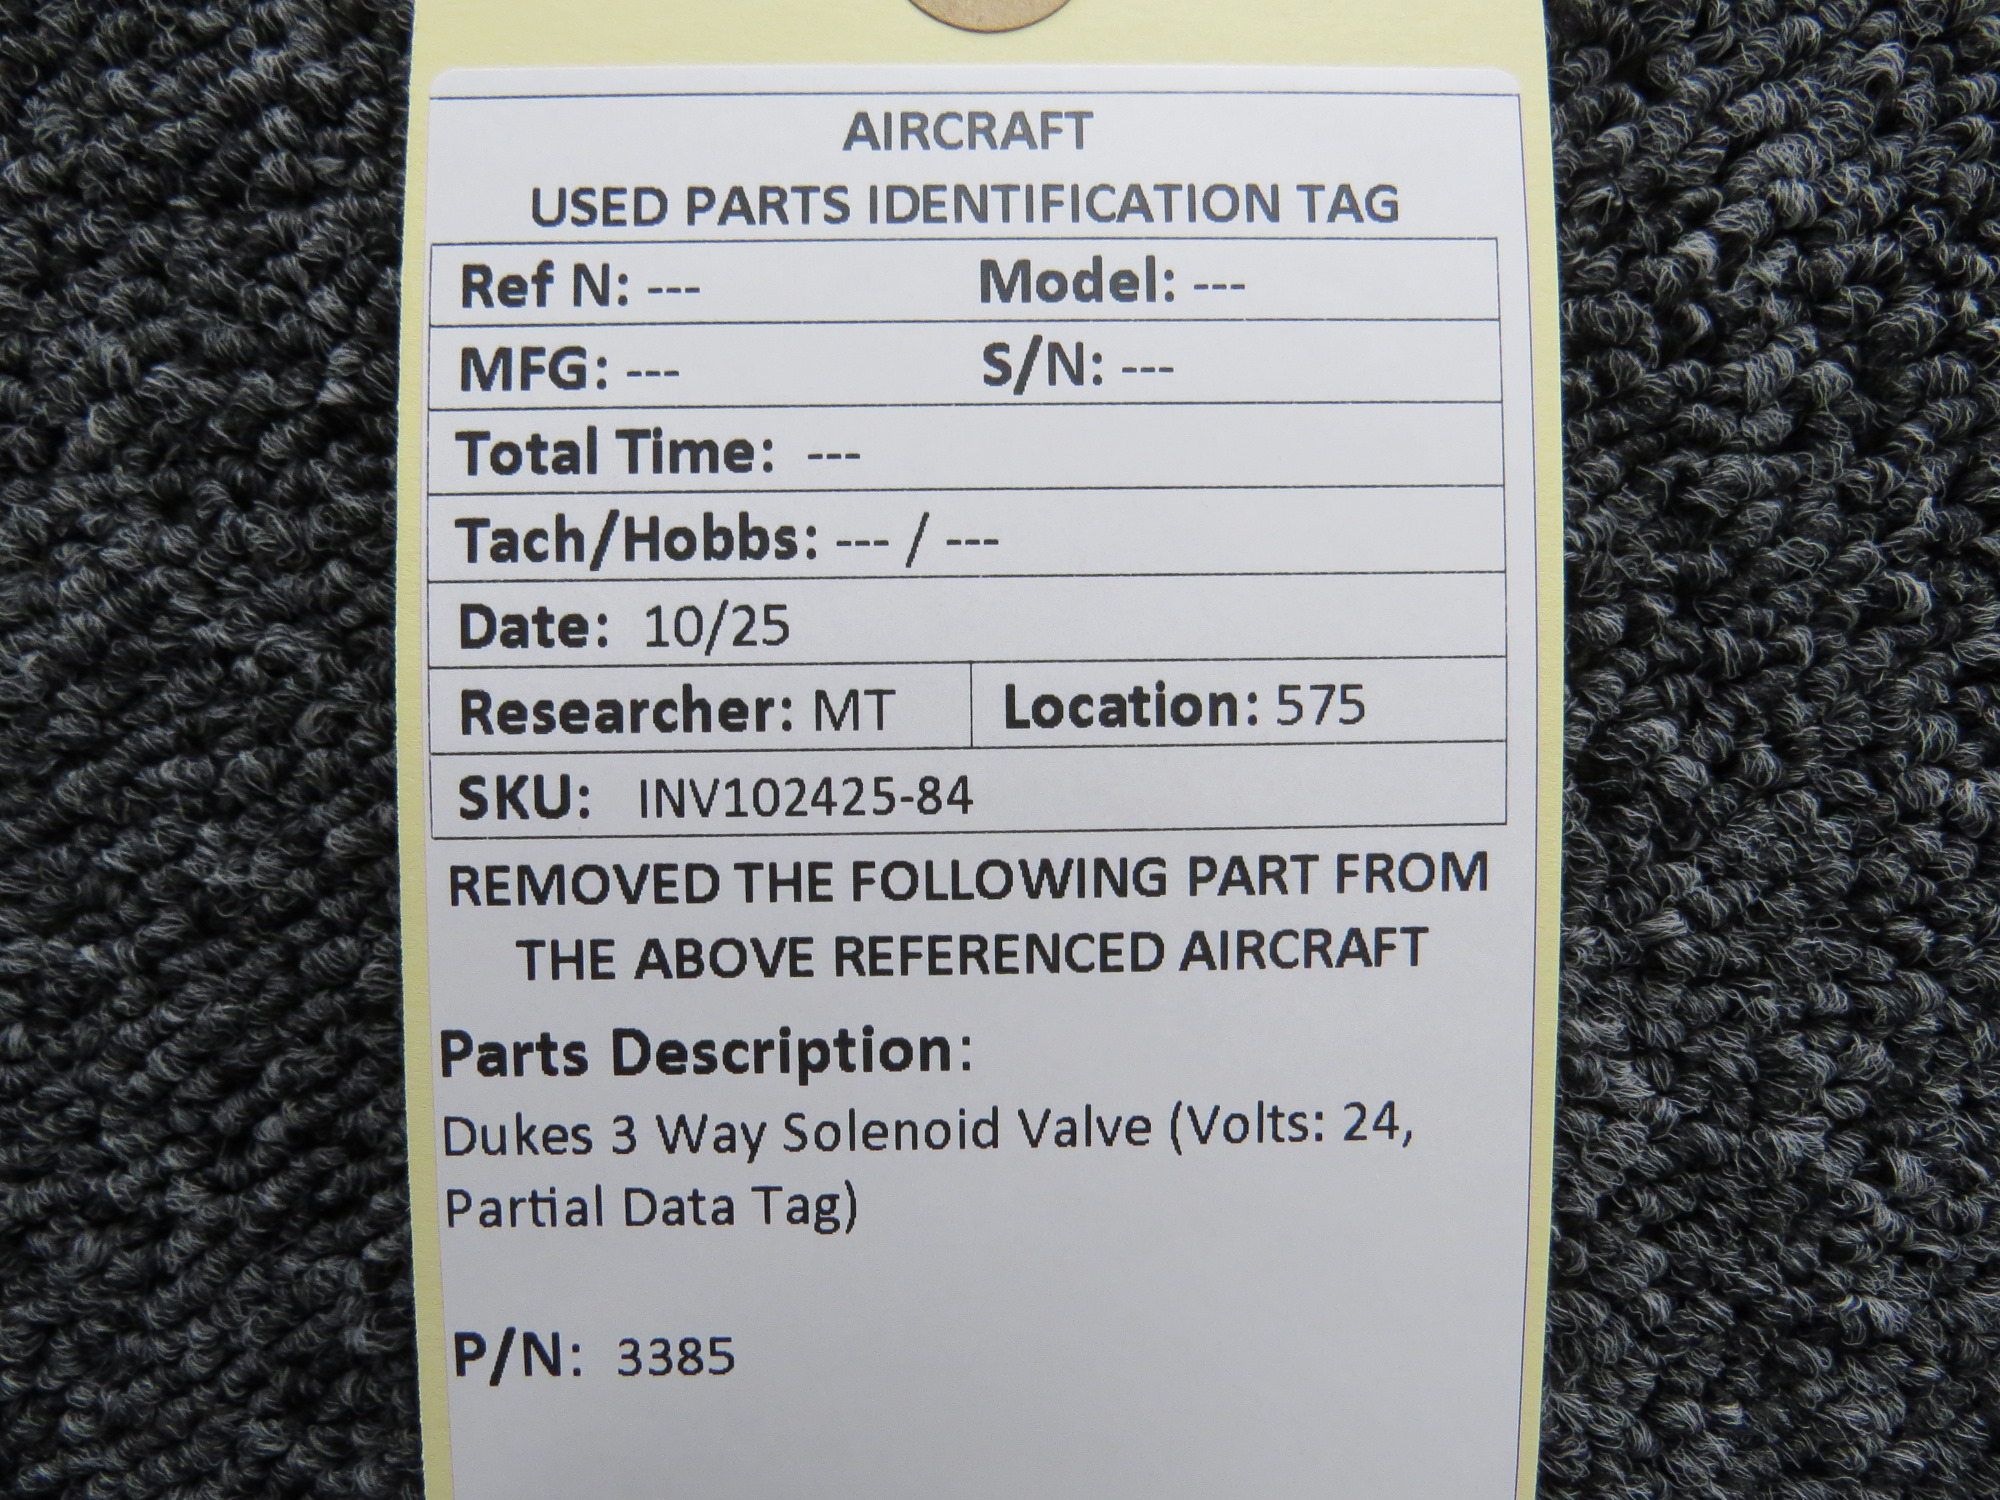 AIRCRAFT
USED PARTS IDENTIFICATION TAG
Ref N: --- Model: ---
MFG: --- S/N: ---
Total Time: ---
Tach/Hobbs: --- / ---
Date: 10/25
Researcher: MT Location: 575
SKU: INV102425-84
REMOVED THE FOLLOWING PART FROM
THE ABOVE REFERENCED AIRCRAFT
Parts Description:
Dukes 3 Way Solenoid Valve (Volts: 24,
Partial Data Tag)
P/N: 3385